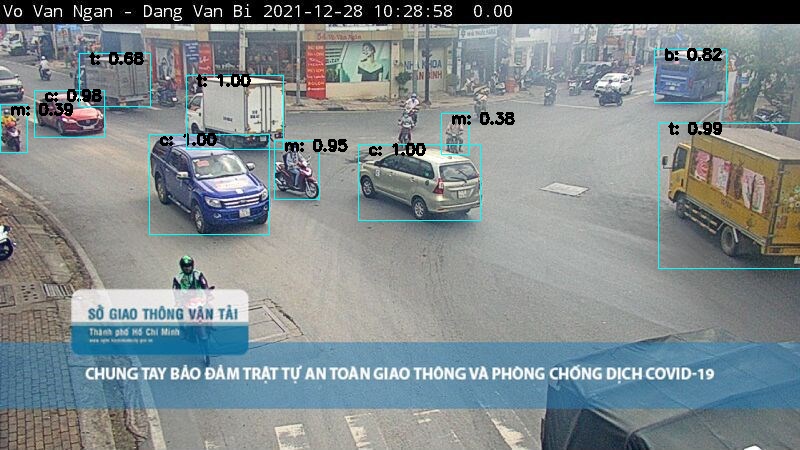 Vo Van Ngan - Dang Van Bi 2021-12-28 10:28:58 0.00
t: 0.68
b: 0.82
t: 1.00
c: 0.98
m: 0.39
m: 0.38
t: 0.99
c: 1.00
m: 0.95
c: 1.00
SỞ GIAO THÔNG VẬN TẢI
Thành phố Hồ Chí Minh
CHUNG TAY BẢO ĐẢM TRẬT TỰ AN TOÀN GIAO THÔNG VÀ PHÒNG CHỐNG DỊCH COVID-19